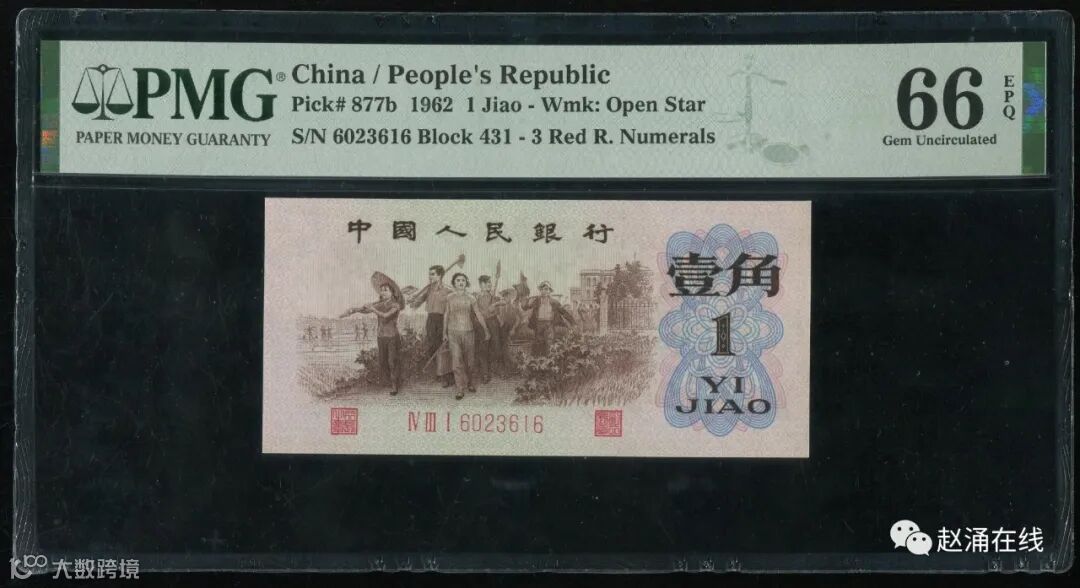 PMG®
PAPER MONEY GUARANTY
China / People's Republic
Pick# 877b 1962 1 Jiao - Wmk: Open Star
S/N 6023616 Block 431 - 3 Red R. Numerals
66
EPQ
Gem Uncirculated
中國人民銀行
壹角
1
YI
JIAO
Ⅳ Ⅲ Ⅰ 6023616
赵涌在线
大数跨境